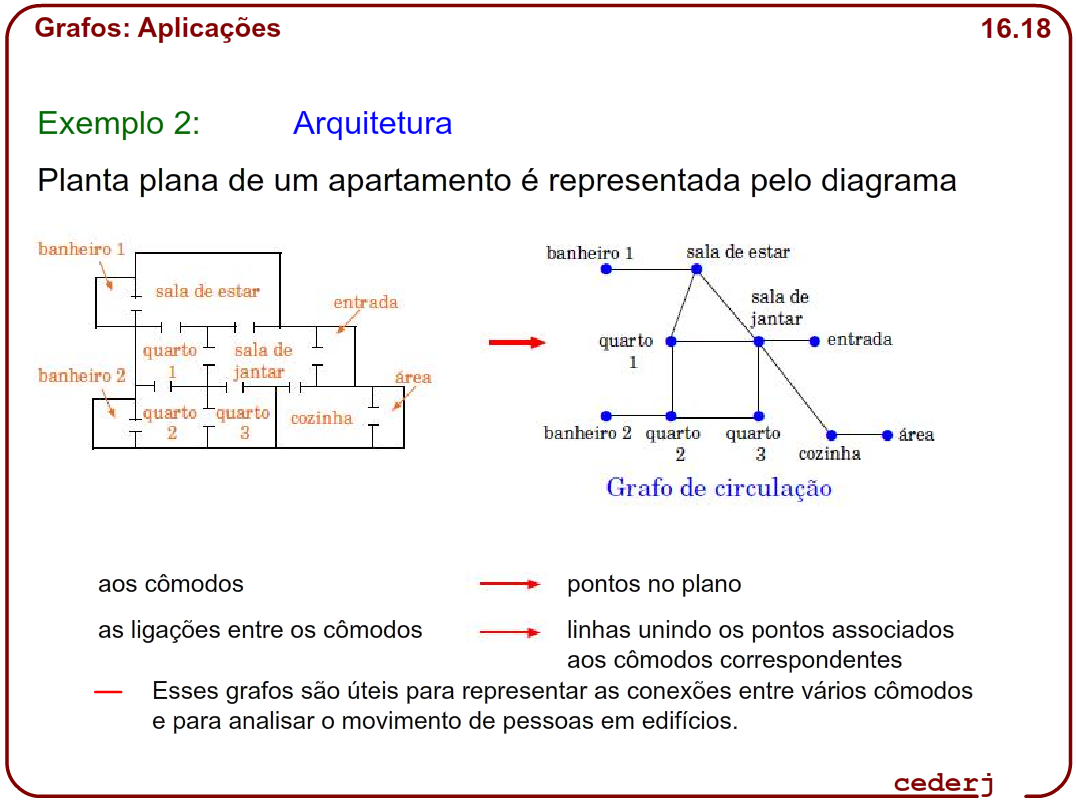 Grafos: Aplicações
16.18
Exemplo 2:
Arquitetura
Planta plana de um apartamento é representada pelo diagrama
banheiro 1
sala de estar
entrada
quarto
1
sala de
jantar
banheiro 2
área
quarto
2
quarto
3
cozinha
banheiro 1
sala de estar
sala de
jantar
quarto
1
entrada
banheiro 2
quarto
2
quarto
3
cozinha
área
Grafo de circulação
aos cômodos
pontos no plano
as ligações entre os cômodos
linhas unindo os pontos associados
aos cômodos correspondentes
Esses grafos são úteis para representar as conexões entre vários cômodos
e para analisar o movimento de pessoas em edifícios.
cederj